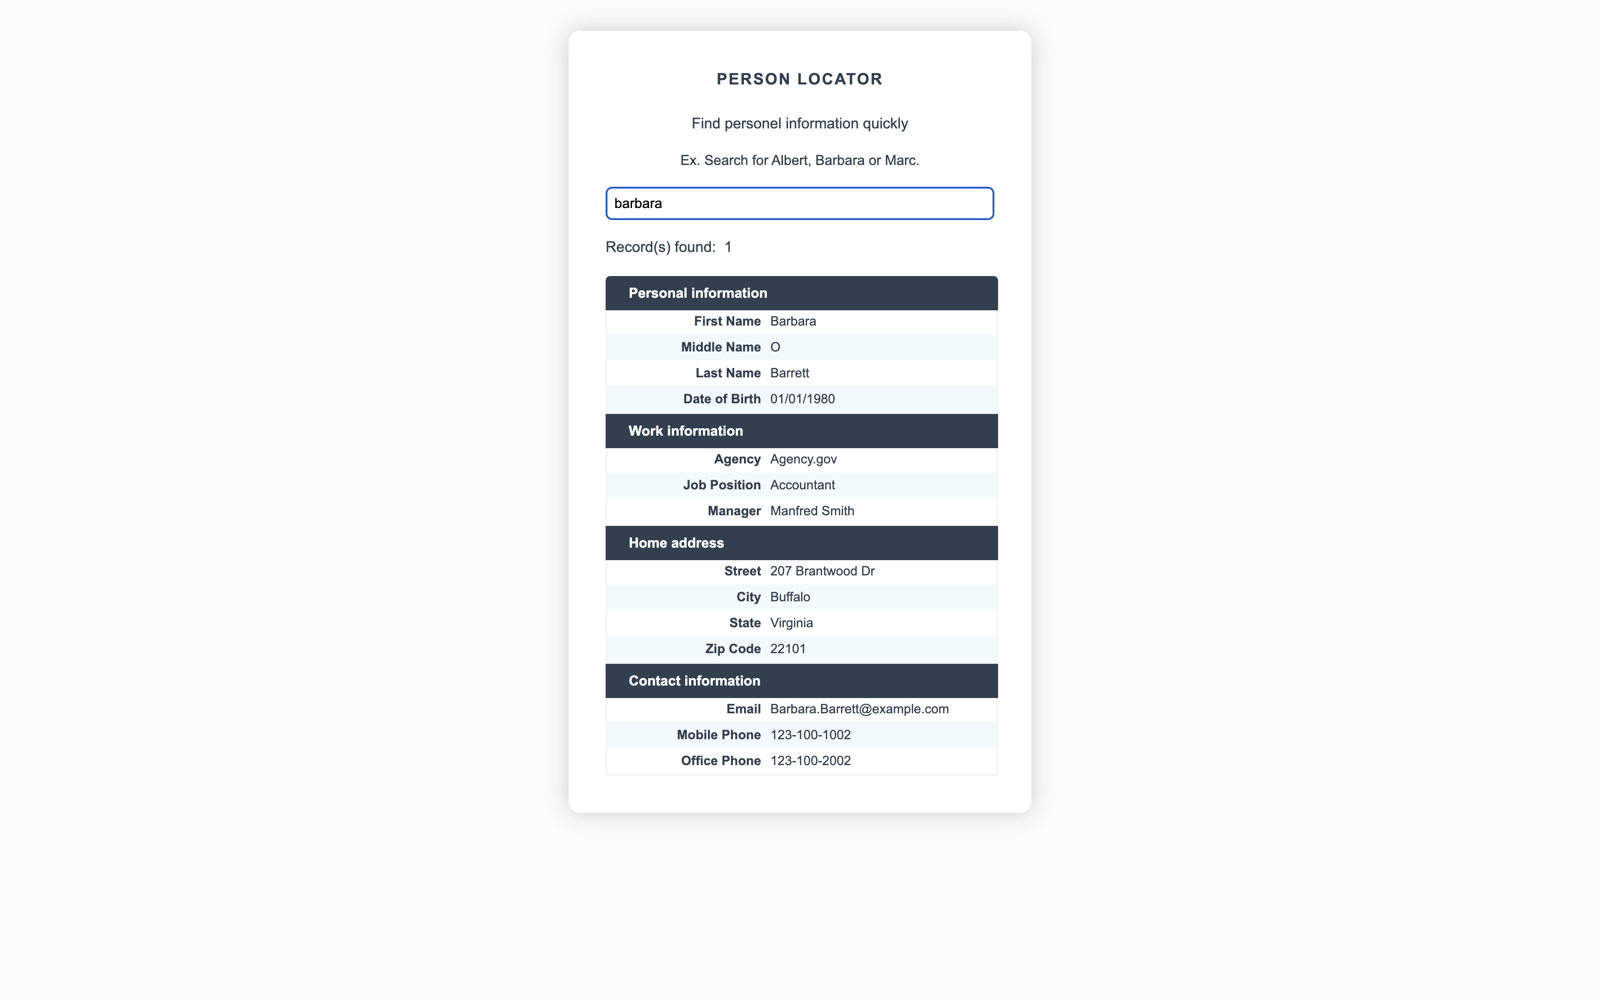 PERSON LOCATOR
Find personel information quickly
Ex. Search for Albert, Barbara or Marc.
barbara
Record(s) found: 1
Personal information
First Name Barbara
Middle Name O
Last Name Barrett
Date of Birth 01/01/1980
Work information
Agency Agency.gov
Job Position Accountant
Manager Manfred Smith
Home address
Street 207 Brantwood Dr
City Buffalo
State Virginia
Zip Code 22101
Contact information
Email Barbara.Barrett@example.com
Mobile Phone 123-100-1002
Office Phone 123-100-2002